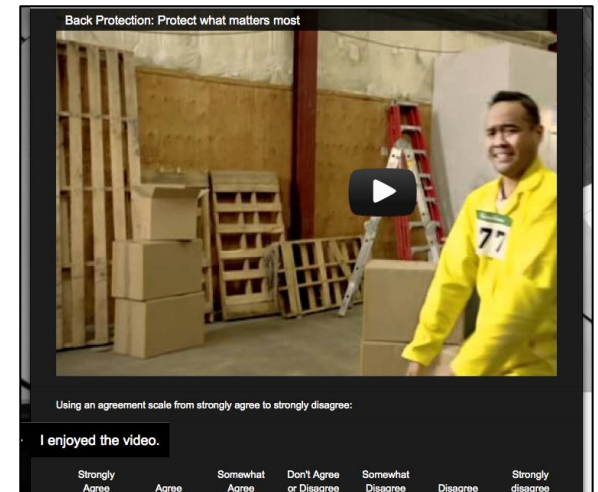 Back Protection: Protect what matters most
77
Using an agreement scale from strongly agree to strongly disagree:
I enjoyed the video.
Strongly Agree Agree Somewhat Agree Don't Agree or Disagree Somewhat Disagree Disagree Strongly disagree